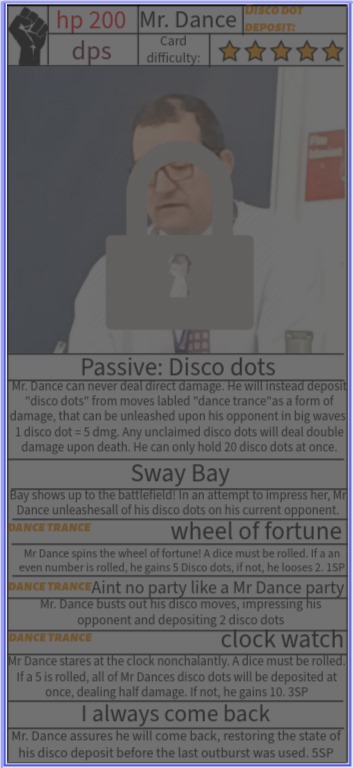 hp 200
Mr. Dance
DISCO DOT
DEPOSIT:
dps
Card
difficulty:
Passive: Disco dots
Mr. Dance can never deal direct damage. He will instead deposit
"disco dots" from moves labled "dance trance"as a form of
damage, that can be unleashed upon his opponent in big waves
1 disco dot = 5 dmg. Any unclaimed disco dots will deal double
damage upon death. He can only hold 20 disco dots at once.
Sway Bay
Bay shows up to the battlefield! In an attempt to impress her, Mr
Dance unleashesall of his disco dots on his current opponent.
DANCE TRANCE
wheel of fortune
Mr Dance spins the wheel of fortune! A dice must be rolled. If a an
even number is rolled, he gains 5 Disco dots, if not, he looses 2. 1SP
DANCE TRANCE
Aint no party like a Mr Dance party
Mr. Dance busts out his disco moves, impressing his
opponent and depositing 2 disco dots
DANCE TRANCE
clock watch
Mr Dance stares at the clock nonchalantly. A dice must be rolled.
If a 5 is rolled, all of Mr Dances disco dots will be deposited at
once, dealing half damage. If not, he gains 10. 3SP
I always come back
Mr. Dance assures he will come back, restoring the state of
his disco deposit before the last outburst was used. 5SP